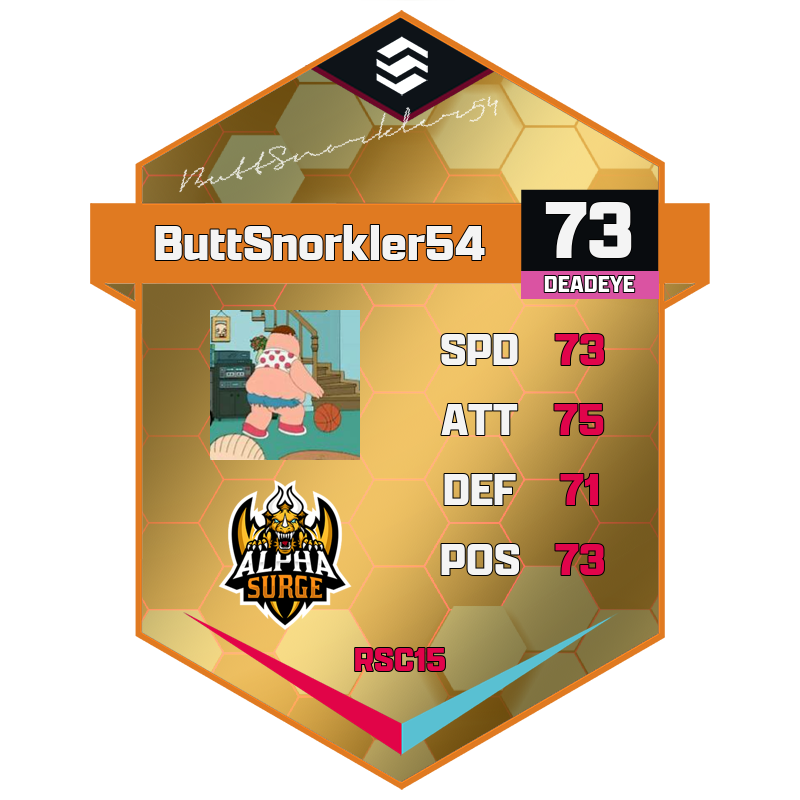 ButtSnorkler54
ButtSnorkler54
73
DEADEYE
SPD 73
ATT 75
DEF 71
POS 73
ALPHA
SURGE
RSC15